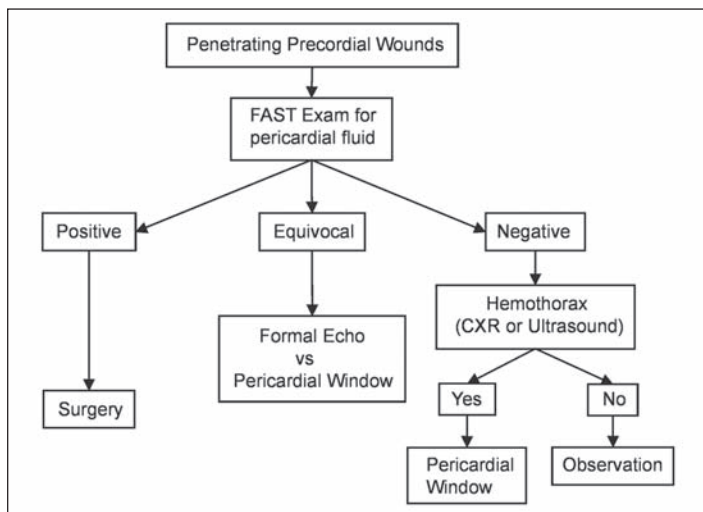 Penetrating Precordial Wounds
FAST Exam for
pericardial fluid
Positive
Equivocal
Negative
Formal Echo
vs
Pericardial Window
Hemothorax
(CXR or Ultrasound)
Surgery
Yes
No
Pericardial
Window
Observation